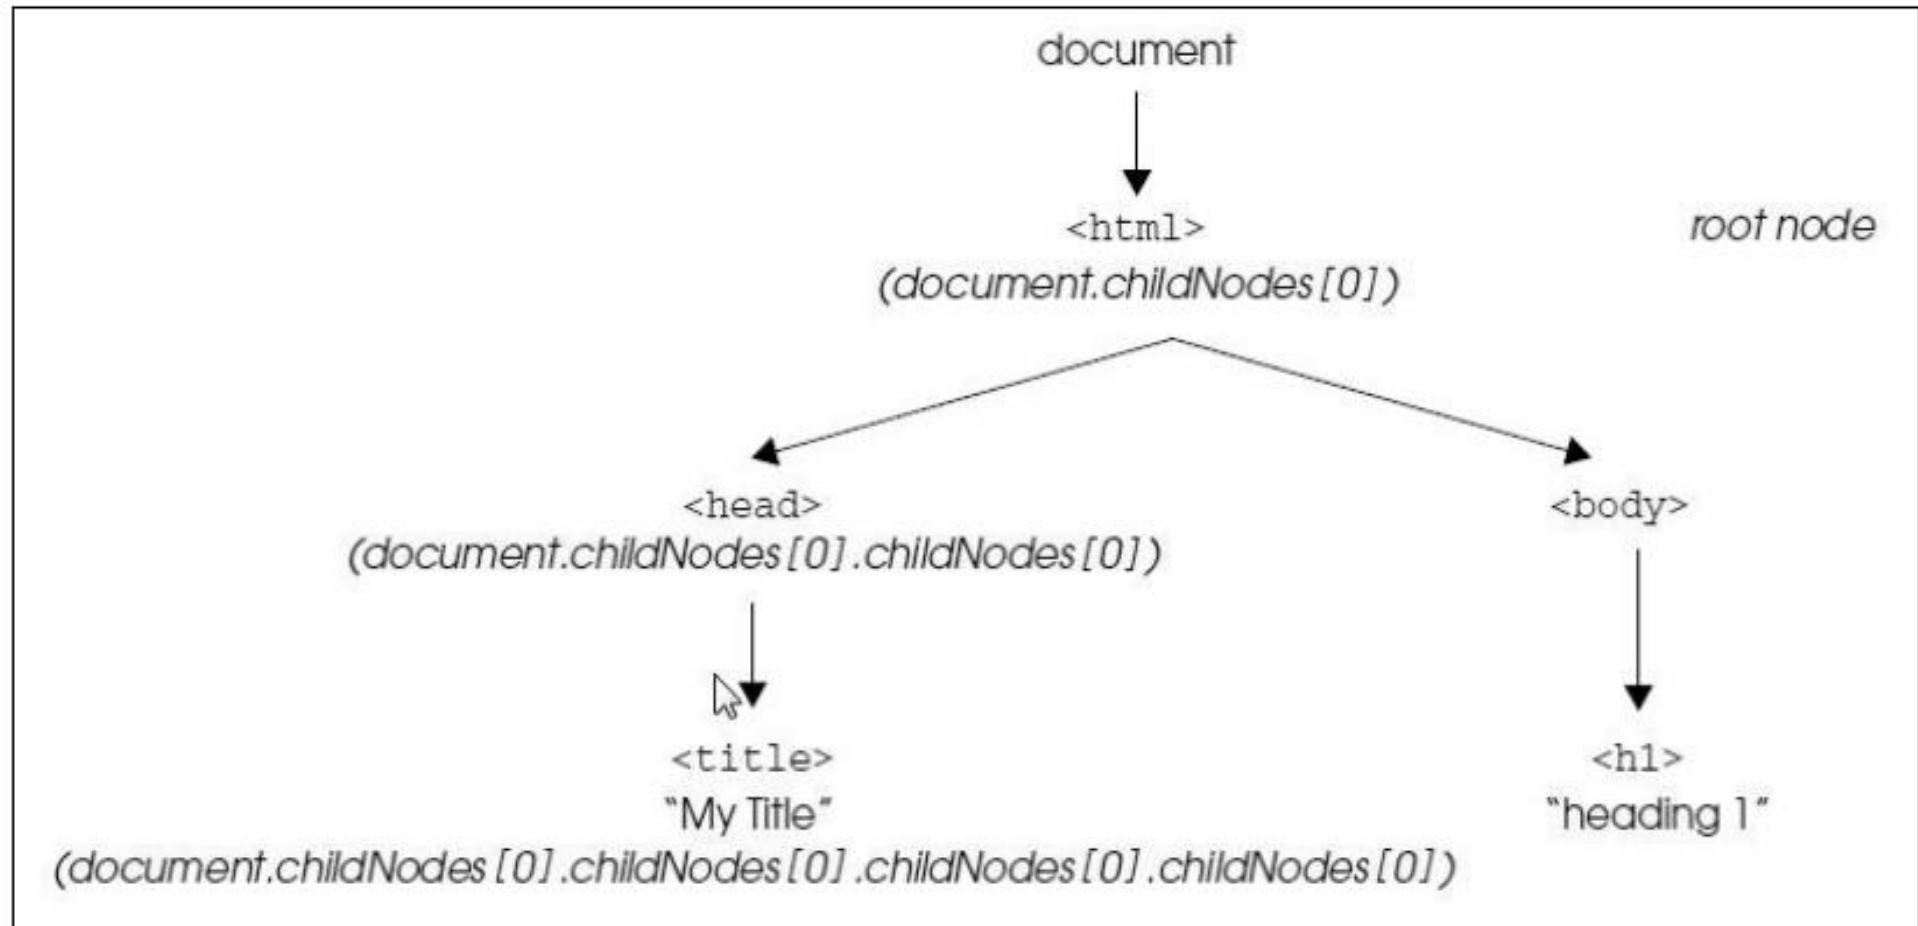 document
<html>
root node
(document.childNodes[0])
<head>
<body>
(document.childNodes[0].childNodes[0])
<title>
<h1>
"My Title"
"heading 1"
(document.childNodes[0].childNodes[0].childNodes[0].childNodes[0])